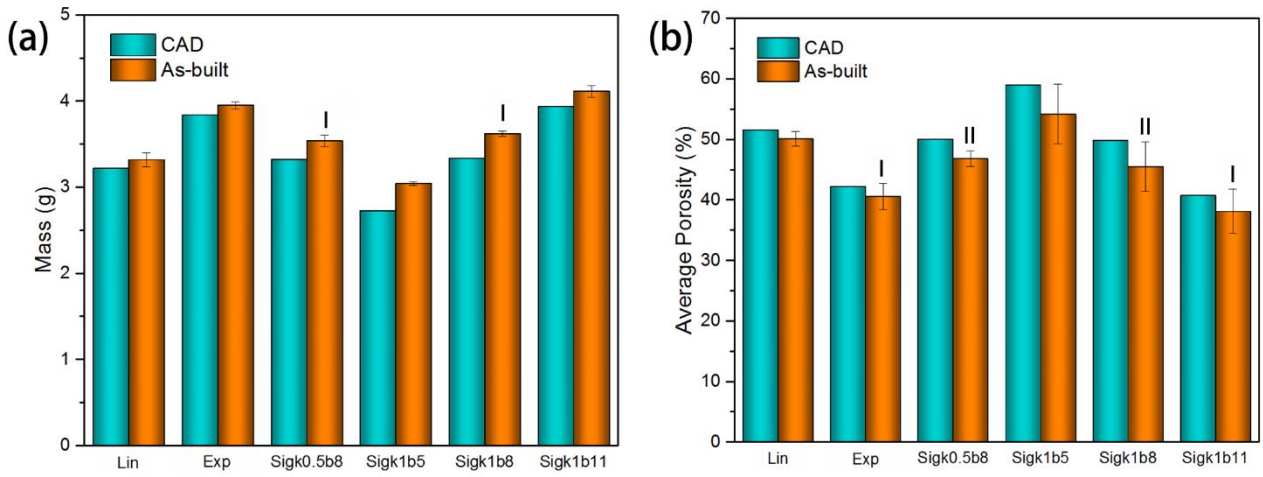 (a)
CAD
As-built
Mass (g)
5
4
3
2
1
0
I
I
Lin Exp Sigk0.5b8 Sigk1b5 Sigk1b8 Sigk1b11
(b)
CAD
As-built
Average Porosity (%)
70
60
50
40
30
20
10
0
I
II
II
I
Lin Exp Sigk0.5b8 Sigk1b5 Sigk1b8 Sigk1b11